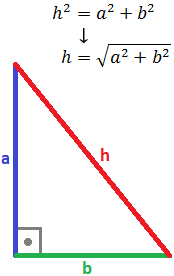 h² = a² + b²
↓
h = √a² + b²
a
h
b